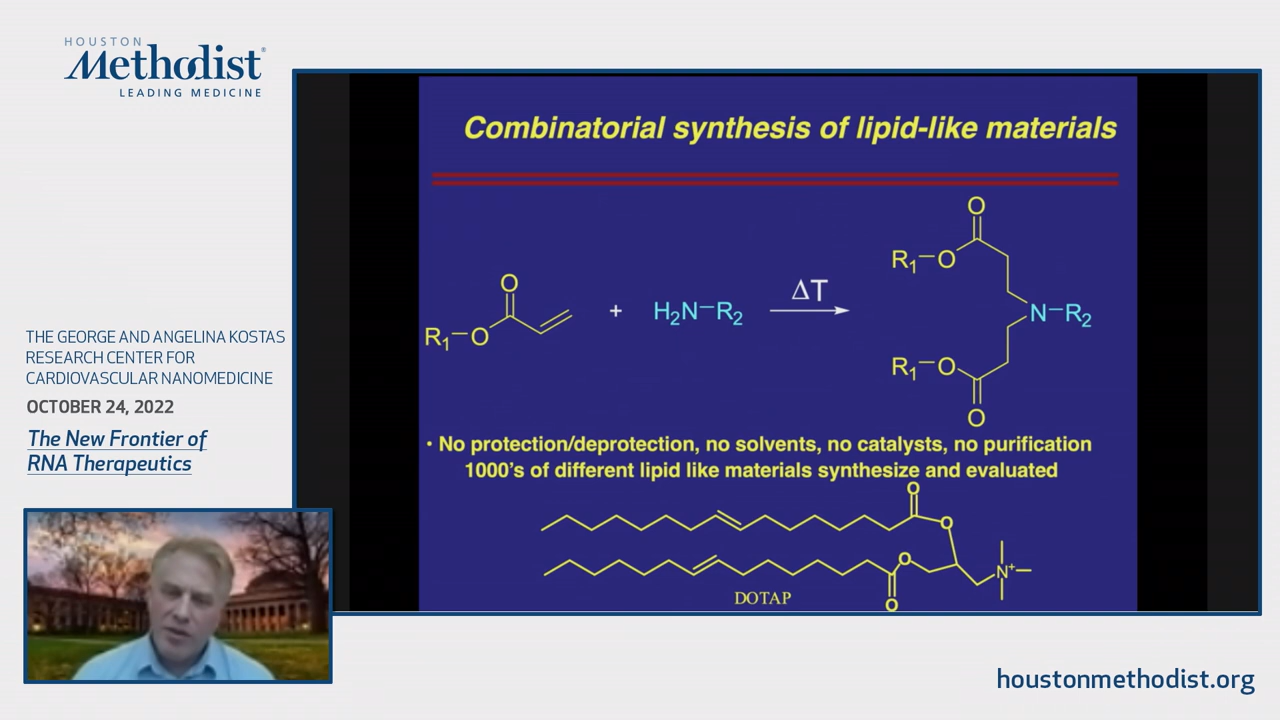 HOUSTON
Methodist®
LEADING MEDICINE
THE GEORGE AND ANGELINA KOSTAS
RESEARCH CENTER FOR
CARDIOVASCULAR NANOMEDICINE
OCTOBER 24, 2022
The New Frontier of
RNA Therapeutics
Combinatorial synthesis of lipid-like materials
O
R₁–O
+
H₂N–R₂
ΔT
O
R₁–O
N–R₂
R₁–O
O
• No protection/deprotection, no solvents, no catalysts, no purification
1000's of different lipid like materials synthesize and evaluated
O
O
O
N⁺
O
DOTAP
houstonmethodist.org